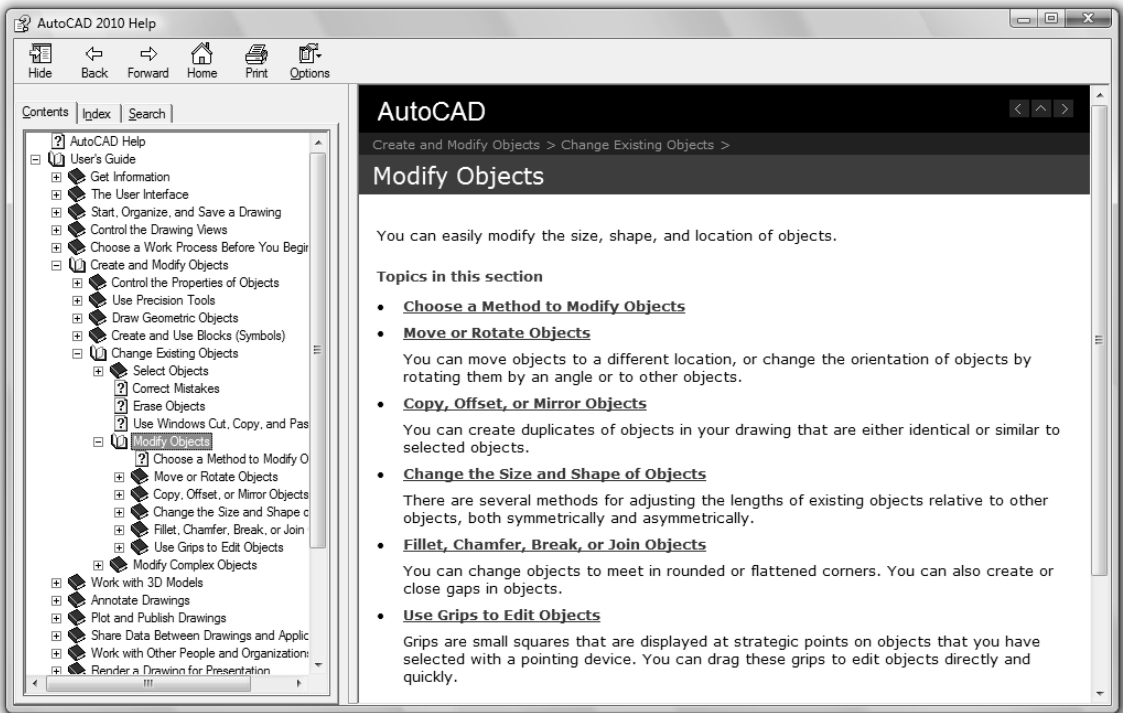 AutoCAD 2010 Help
Hide Back Forward Home Print Options
Contents Index Search
AutoCAD Help
User's Guide
Get Information
The User Interface
Start, Organize, and Save a Drawing
Control the Drawing Views
Choose a Work Process Before You Begir
Create and Modify Objects
Control the Properties of Objects
Use Precision Tools
Draw Geometric Objects
Create and Use Blocks (Symbols)
Change Existing Objects
Select Objects
Correct Mistakes
Erase Objects
Use Windows Cut, Copy, and Pas
Modify Objects
Choose a Method to Modify O
Move or Rotate Objects
Copy, Offset, or Mirror Objects
Change the Size and Shape c
Fillet, Chamfer, Break, or Join
Use Grips to Edit Objects
Modify Complex Objects
Work with 3D Models
Annotate Drawings
Plot and Publish Drawings
Share Data Between Drawings and Applic
Work with Other People and Organization:
Render a Drawing for Presentation
AutoCAD
Create and Modify Objects > Change Existing Objects >
Modify Objects
You can easily modify the size, shape, and location of objects.
Topics in this section
• Choose a Method to Modify Objects
• Move or Rotate Objects
You can move objects to a different location, or change the orientation of objects by
rotating them by an angle or to other objects.
• Copy, Offset, or Mirror Objects
You can create duplicates of objects in your drawing that are either identical or similar to
selected objects.
• Change the Size and Shape of Objects
There are several methods for adjusting the lengths of existing objects relative to other
objects, both symmetrically and asymmetrically.
• Fillet, Chamfer, Break, or Join Objects
You can change objects to meet in rounded or flattened corners. You can also create or
close gaps in objects.
• Use Grips to Edit Objects
Grips are small squares that are displayed at strategic points on objects that you have
selected with a pointing device. You can drag these grips to edit objects directly and
quickly.